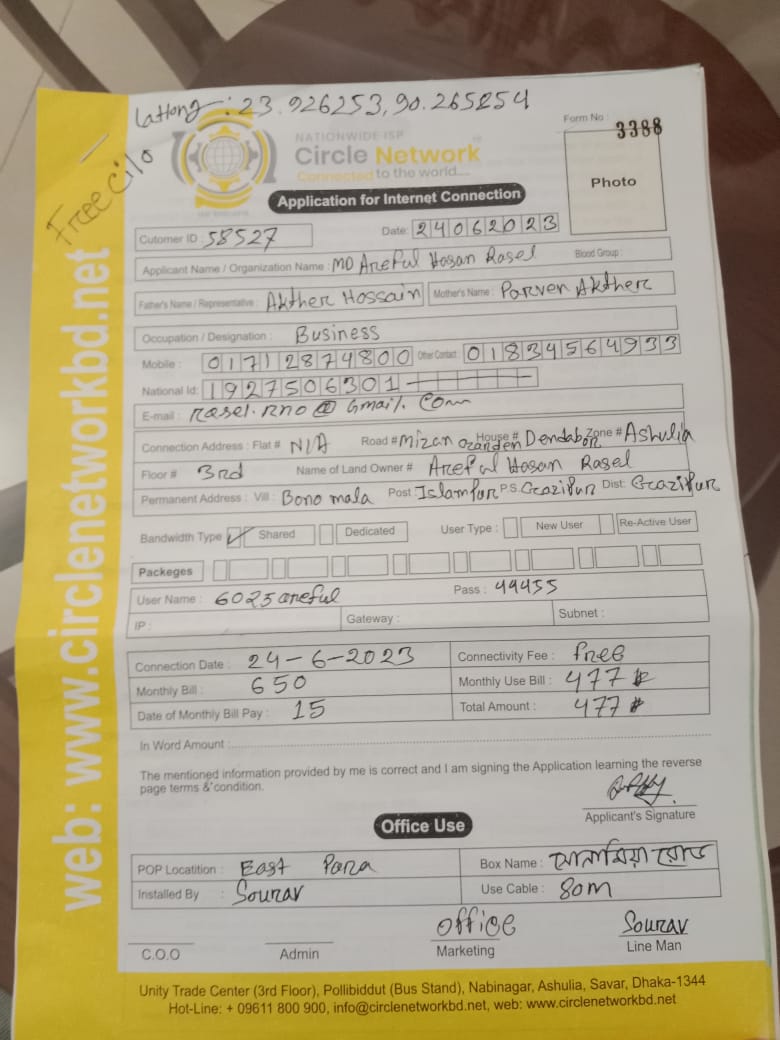 Lattong: 23.926253, 90.265254
Free Cilo
NATIONWIDE ISP
Circle Network
Connected to the world....
Form No :
3388
Photo
Application for Internet Connection
Cutomer ID : 58527
Date: 24062023
Applicant Name / Organization Name : MD Areful Hasan Rasel Blood Group :
Father's Name / Representative : Akther Hossain Mother's Name : Parven Akther
Occupation / Designation : Business
Mobile : 01712874800 Other Contact : 01834564933
National Id: 1927506301
E-mail : rasel.rno@Gmail.Com
Connection Address : Flat # N/A Road # Mizan House # Dendabor Zone # Ashulia
Floor # 3rd Name of Land Owner # Areful Hasan Rasel
Permanent Address : Vill : Bono mala Post : Islampur P.S. Grazipur Dist: Grazipur
Bandwidth Type Shared Dedicated User Type : New User Re-Active User
Packeges
User Name : 6025areful Pass : 49455
IP : Gateway : Subnet :
Connection Date : 24-6-2023 Connectivity Fee : free
Monthly Bill : 650 Monthly Use Bill : 477
Date of Monthly Bill Pay : 15 Total Amount : 477
In Word Amount :
The mentioned information provided by me is correct and I am signing the Application learning the reverse
page terms & condition.
Applicant's Signature
Office Use
POP Locatition : East Para Box Name : রোড
Installed By : Sourav Use Cable : 80m
C.O.O Admin
Office
Marketing
Sourav
Line Man
Unity Trade Center (3rd Floor), Pollibiddut (Bus Stand), Nabinagar, Ashulia, Savar, Dhaka-1344
Hot-Line: + 09611 800 900, info@circlenetworkbd.net, web: www.circlenetworkbd.net
web: www.circlenetworkbd.net